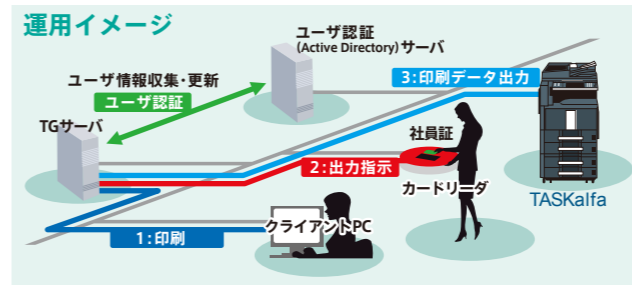 運用イメージ
ユーザ認証
(Active Directory)サーバ
ユーザ情報収集・更新
ユーザ認証
3:印刷データ出力
TGサーバ
社員証
2:出力指示
カードリーダ
TASKalfa
クライアントPC
1:印刷